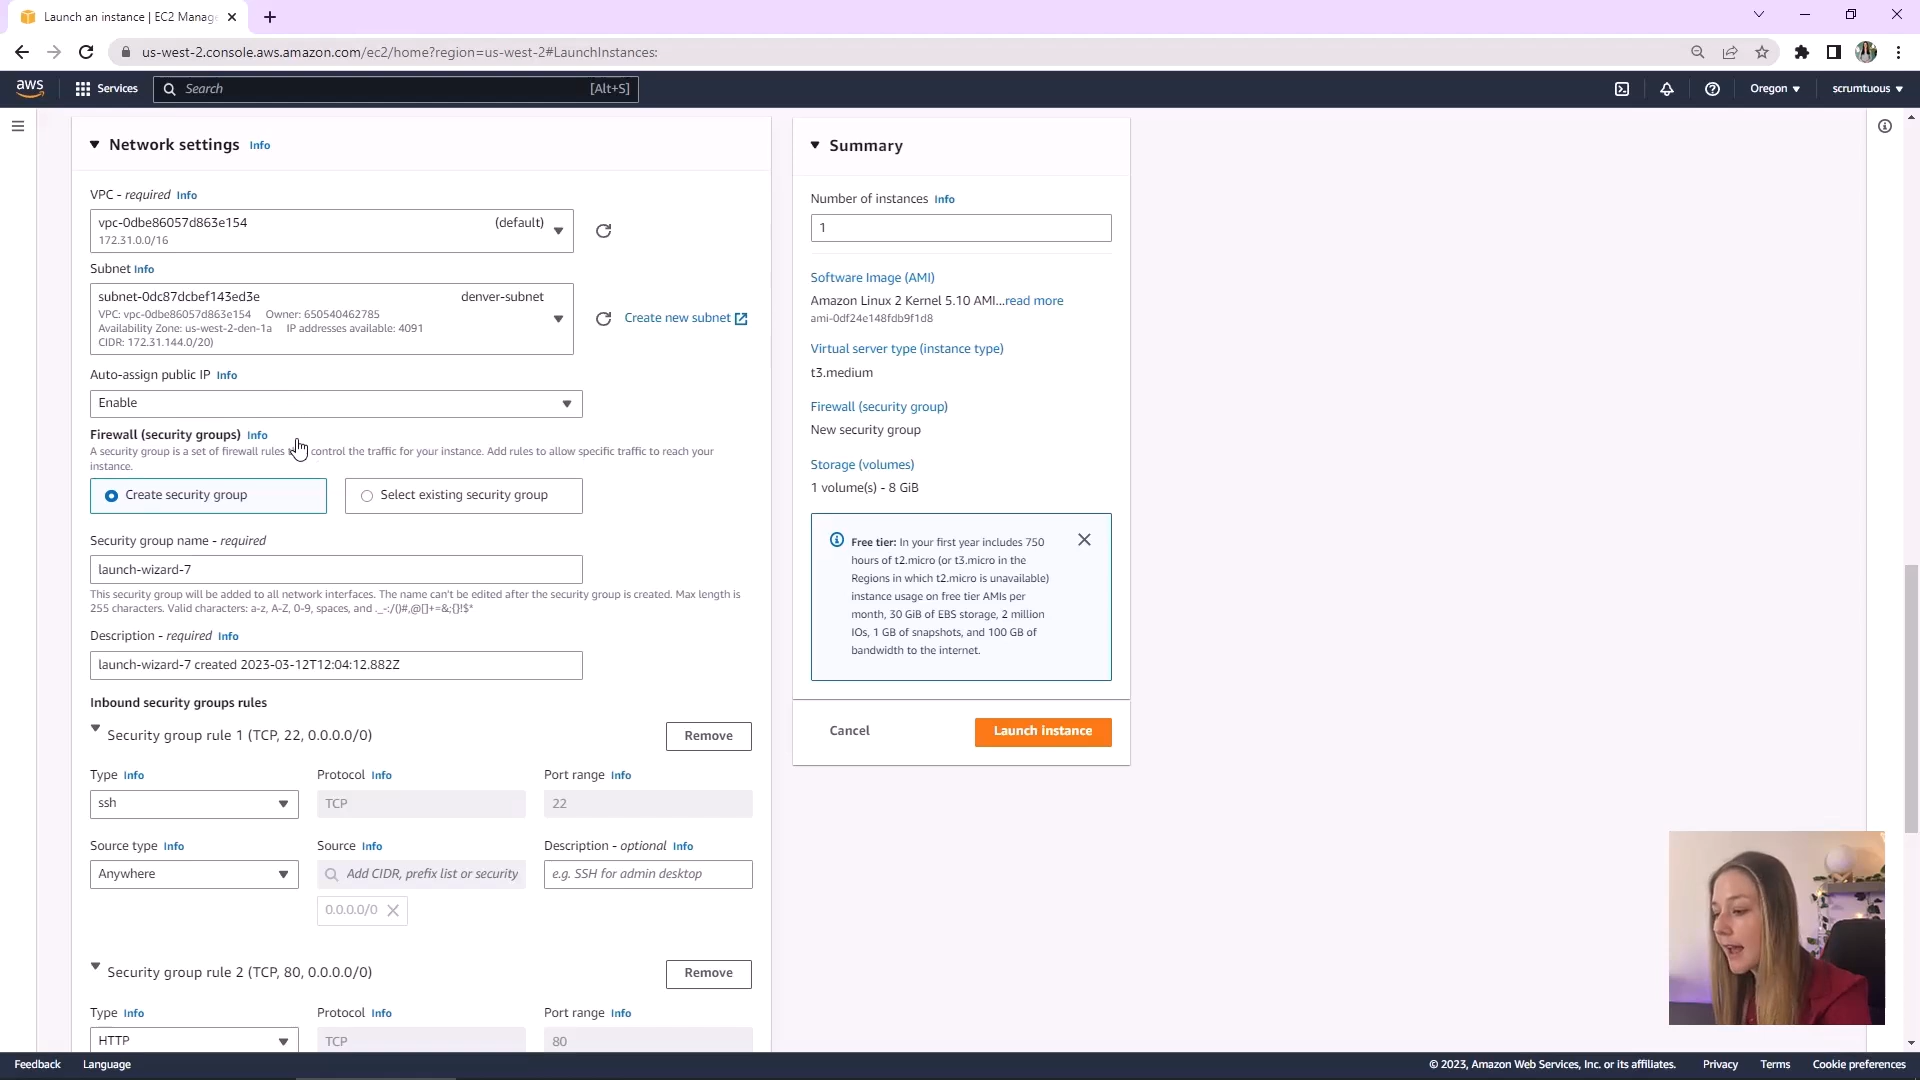 Launch an instance | EC2 Manage
us-west-2.console.aws.amazon.com/ec2/home?region=us-west-2#LaunchInstances:
aws
Services
Search
[Alt+S]
Oregon
scrumtuous
Network settings Info
VPC - required Info
vpc-0dbe86057d863e154 (default)
172.31.0.0/16
Subnet Info
subnet-0dc87dcbef143ed3e denver-subnet
VPC: vpc-0dbe86057d863e154 Owner: 650540462785
Availability Zone: us-west-2-den-1a IP addresses available: 4091
CIDR: 172.31.144.0/20)
Create new subnet
Auto-assign public IP Info
Enable
Firewall (security groups) Info
A security group is a set of firewall rules control the traffic for your instance. Add rules to allow specific traffic to reach your
instance.
Create security group
Select existing security group
Security group name - required
launch-wizard-7
This security group will be added to all network interfaces. The name can't be edited after the security group is created. Max length is
255 characters. Valid characters: a-z, A-Z, 0-9, spaces, and ._-:/()#,@[]+=&;{}!$*
Description - required Info
launch-wizard-7 created 2023-03-12T12:04:12.882Z
Inbound security groups rules
Security group rule 1 (TCP, 22, 0.0.0.0/0)
Remove
Type Info Protocol Info Port range Info
ssh TCP 22
Source type Info Source Info Description - optional Info
Anywhere Add CIDR, prefix list or security e.g. SSH for admin desktop
0.0.0.0/0
Security group rule 2 (TCP, 80, 0.0.0.0/0)
Remove
Type Info Protocol Info Port range Info
HTTP TCP 80
Summary
Number of instances Info
1
Software Image (AMI)
Amazon Linux 2 Kernel 5.10 AMI...read more
ami-0df24e148fdb9f1d8
Virtual server type (instance type)
t3.medium
Firewall (security group)
New security group
Storage (volumes)
1 volume(s) - 8 GiB
Free tier: In your first year includes 750
hours of t2.micro (or t3.micro in the
Regions in which t2.micro is unavailable)
instance usage on free tier AMIs per
month, 30 GiB of EBS storage, 2 million
IOs, 1 GB of snapshots, and 100 GB of
bandwidth to the internet.
Cancel
Launch instance
Feedback
Language
© 2023, Amazon Web Services, Inc. or its affiliates.
Privacy
Terms
Cookie preferences